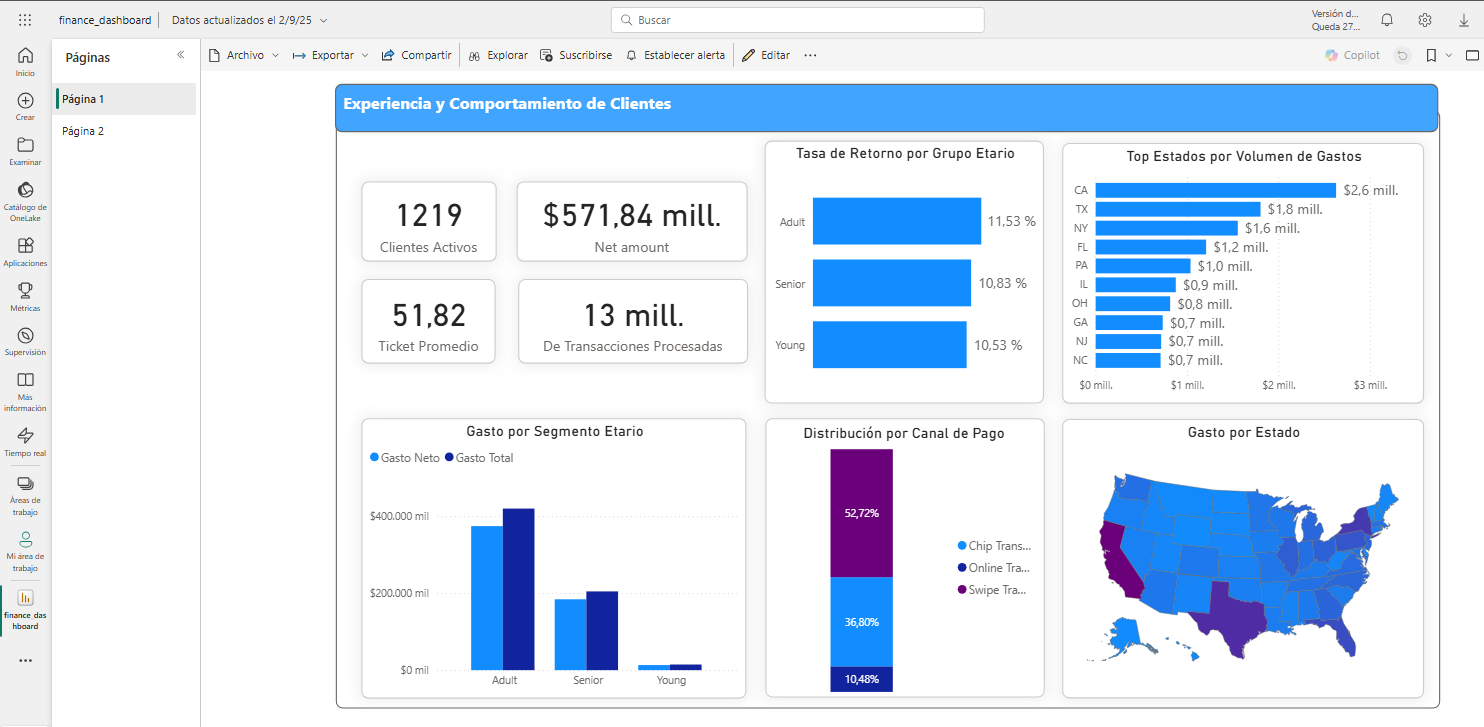 finance_dashboard
Datos actualizados el 2/9/25
Buscar
Versión d...
Queda 27...
Inicio
Crear
Examinar
Catálogo de
OneLake
Aplicaciones
Métricas
Supervisión
Más
información
Tiempo real
Áreas de
trabajo
Mi área de
trabajo
finance_das
hboard
Páginas
Página 1
Página 2
Archivo
Exportar
Compartir
Explorar
Suscribirse
Establecer alerta
Editar
Copilot
Experiencia y Comportamiento de Clientes
1219
Clientes Activos
$571,84 mill.
Net amount
51,82
Ticket Promedio
13 mill.
De Transacciones Procesadas
Tasa de Retorno por Grupo Etario
Adult 11,53 %
Senior 10,83 %
Young 10,53 %
Top Estados por Volumen de Gastos
CA $2,6 mill.
TX $1,8 mill.
NY $1,6 mill.
FL $1,2 mill.
PA $1,0 mill.
IL $0,9 mill.
OH $0,8 mill.
GA $0,7 mill.
NJ $0,7 mill.
NC $0,7 mill.
$0 mill. $1 mill. $2 mill. $3 mill.
Gasto por Segmento Etario
Gasto Neto Gasto Total
$400.000 mil
$200.000 mil
$0 mil
Adult Senior Young
Distribución por Canal de Pago
52,72%
36,80%
10,48%
Chip Trans...
Online Tra...
Swipe Tra...
Gasto por Estado